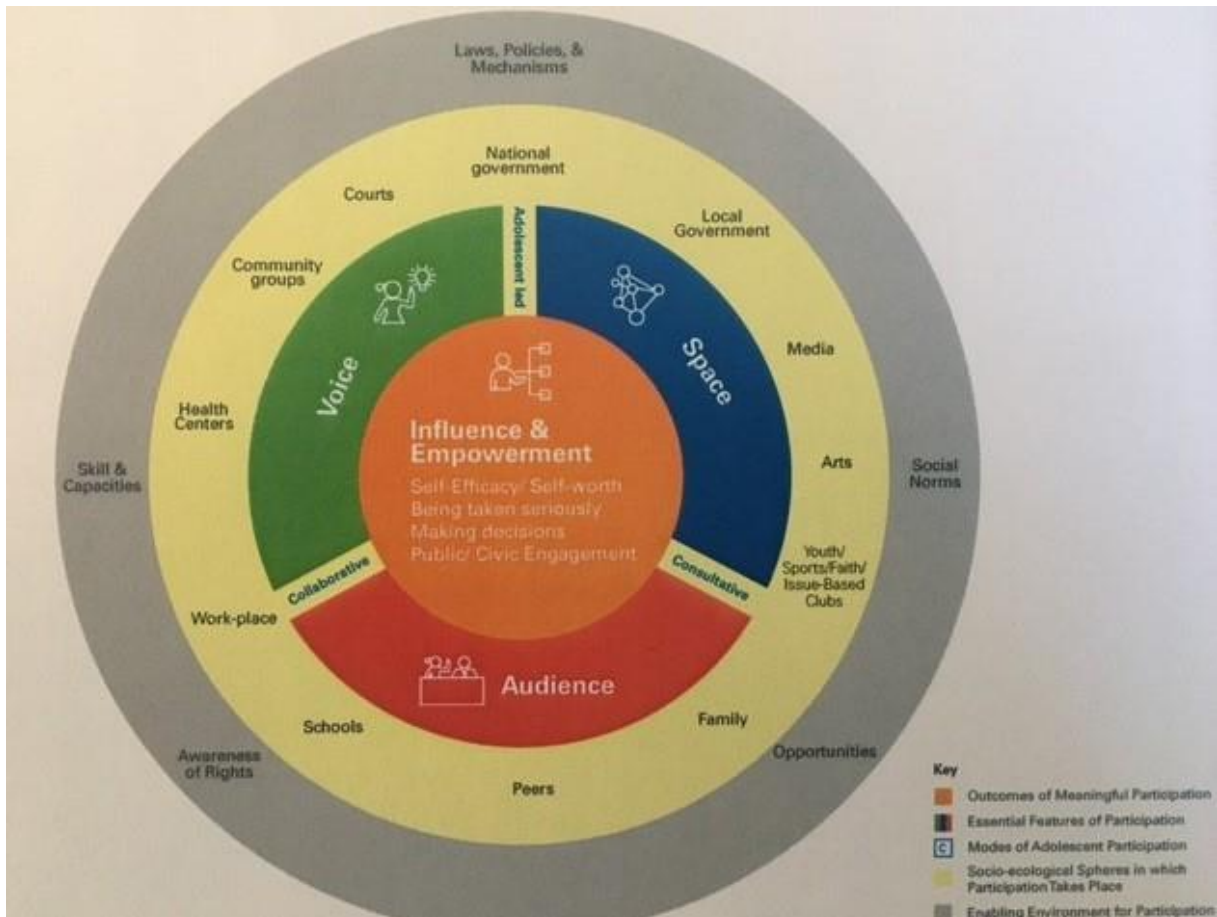 Laws, Policies, &
Mechanisms
National
government
Courts
Local
Government
Community
groups
Adolescent led
Voice
Space
Media
Health
Centers
Influence &
Empowerment
Self-Efficacy/ Self-worth
Being taken seriously
Making decisions
Public/ Civic Engagement
Arts
Skill &
Capacities
Social
Norms
Collaborative
Consultative
Youth/
Sports/Faith/
Issue-Based
Clubs
Work-place
Audience
Schools
Family
Awareness
of Rights
Opportunities
Peers
Key
Outcomes of Meaningful Participation
Essential Features of Participation
C Modes of Adolescent Participation
Socio-ecological Spheres in which
Participation Takes Place
Enabling Environment for Participation